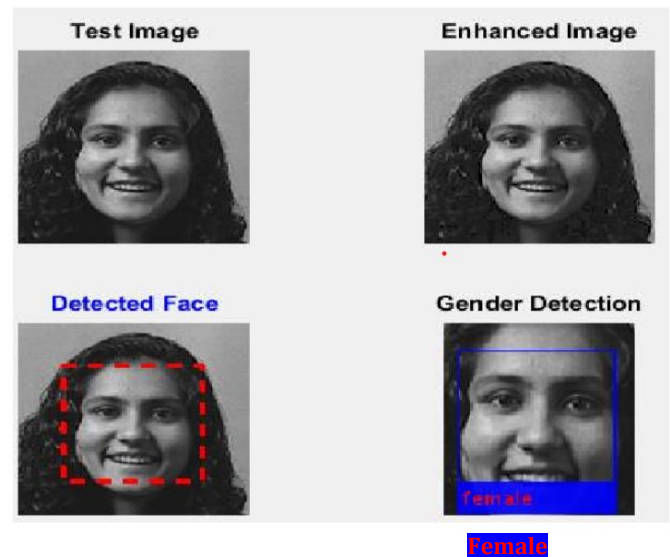 Test Image
Enhanced Image
Detected Face
Gender Detection
female
Female